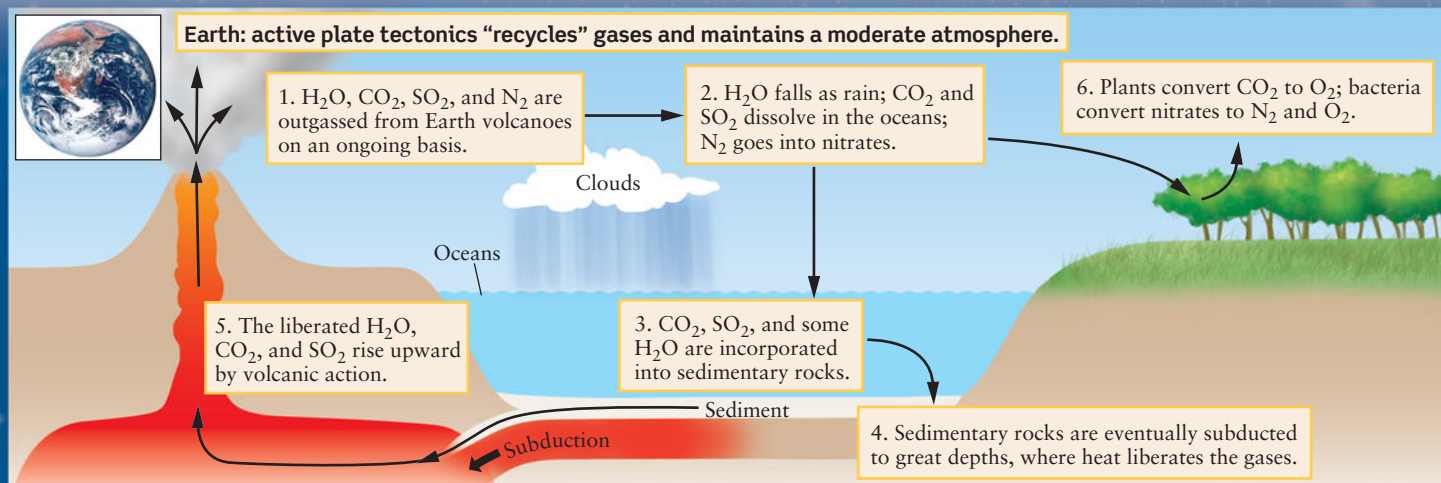 Earth: active plate tectonics “recycles” gases and maintains a moderate atmosphere.
1. H₂O, CO₂, SO₂, and N₂ are
outgassed from Earth volcanoes
on an ongoing basis.
2. H₂O falls as rain; CO₂ and
SO₂ dissolve in the oceans;
N₂ goes into nitrates.
6. Plants convert CO₂ to O₂; bacteria
convert nitrates to N₂ and O₂.
Clouds
Oceans
5. The liberated H₂O,
CO₂, and SO₂ rise upward
by volcanic action.
3. CO₂, SO₂, and some
H₂O are incorporated
into sedimentary rocks.
Sediment
Subduction
4. Sedimentary rocks are eventually subducted
to great depths, where heat liberates the gases.